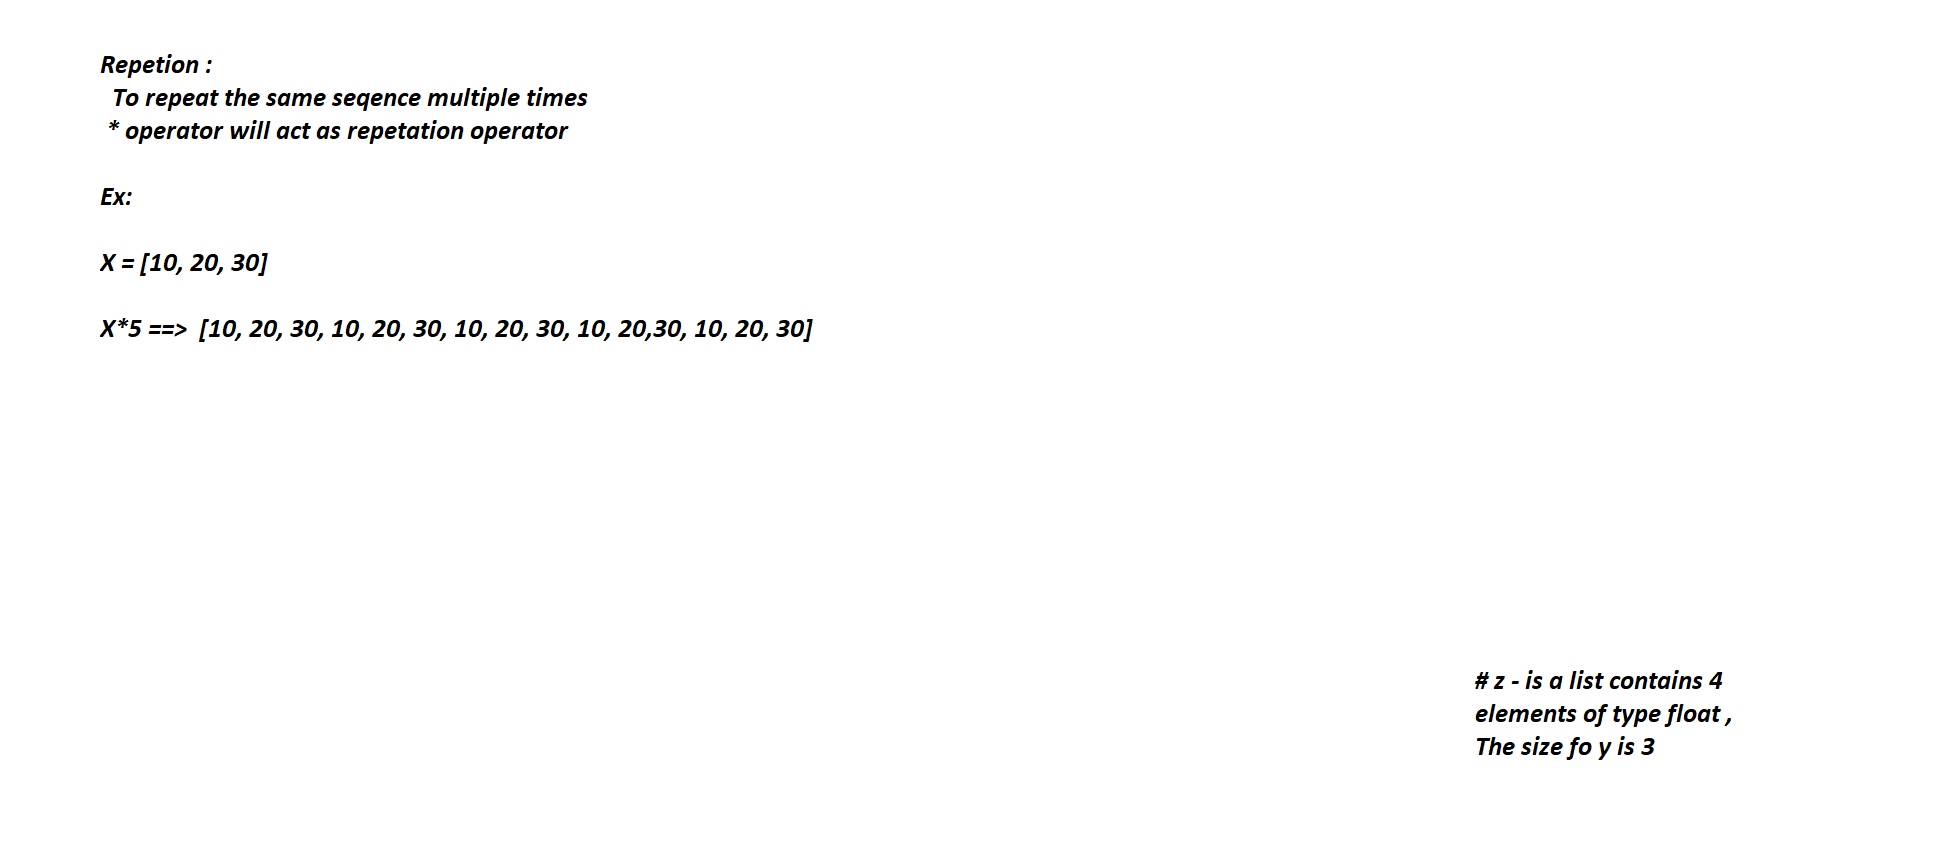 Repetion :
To repeat the same seqence multiple times
* operator will act as repetation operator
Ex:
X = [10, 20, 30]
X*5 ==> [10, 20, 30, 10, 20, 30, 10, 20, 30, 10, 20,30, 10, 20, 30]
# z - is a list contains 4
elements of type float ,
The size fo y is 3